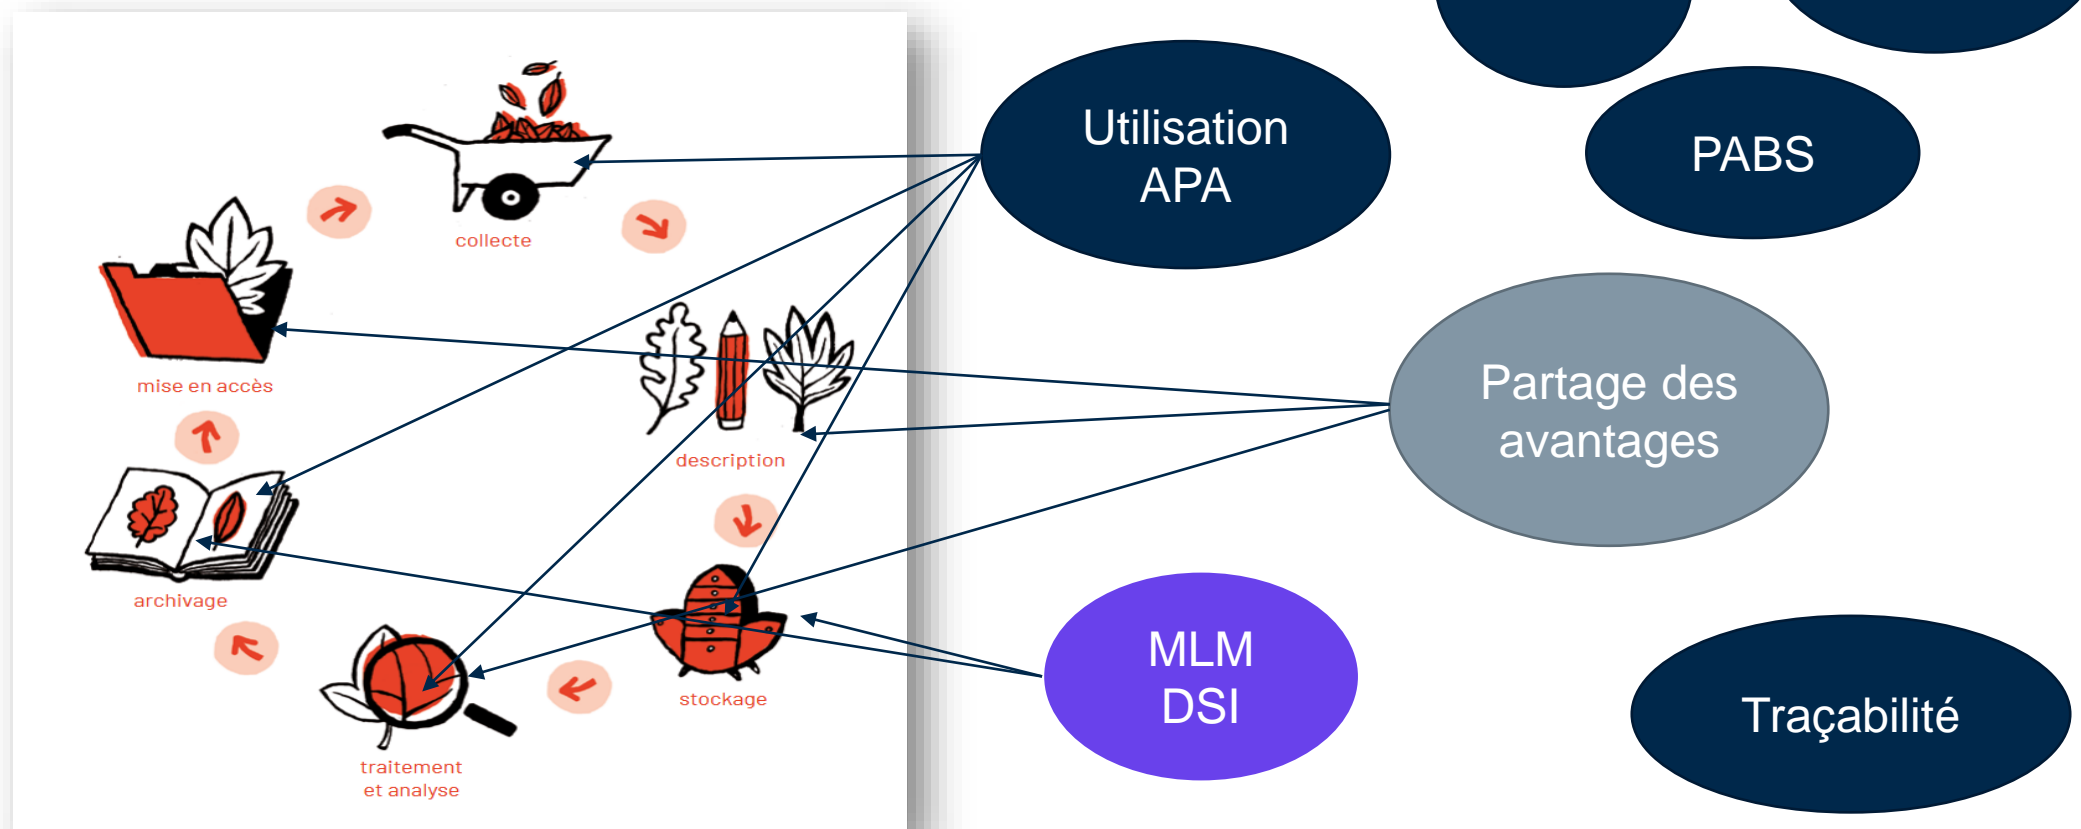 collecte
mise en accès
description
archivage
stockage
traitement
et analyse
Utilisation
APA
PABS
Partage des
avantages
MLM
DSI
Traçabilité